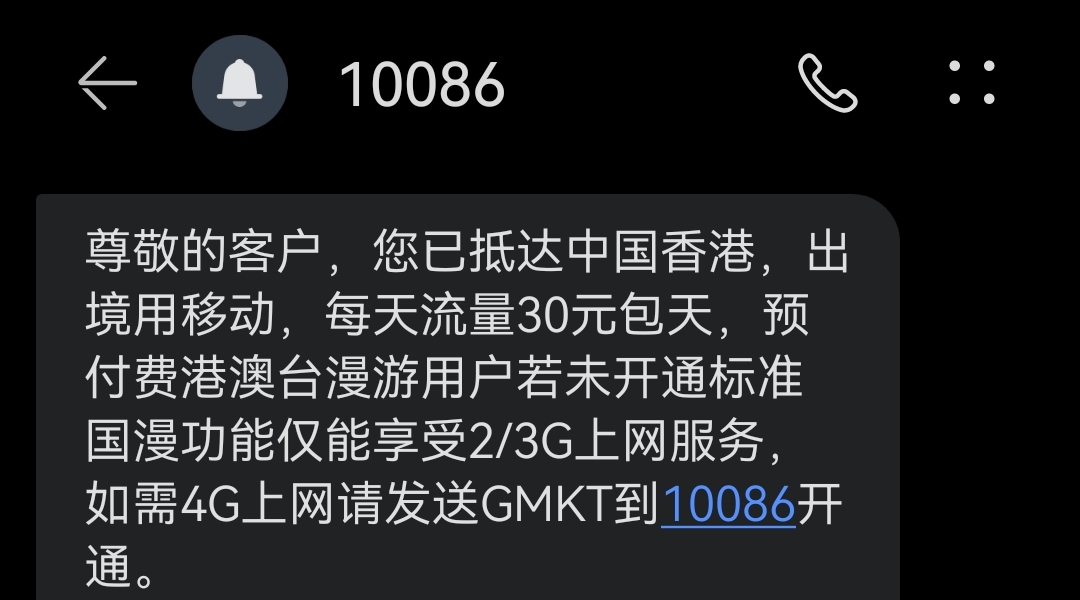 10086
尊敬的客户，您已抵达中国香港，出
境用移动，每天流量30元包天，预
付费港澳台漫游用户若未开通标准
国漫功能仅能享受2/3G上网服务，
如需4G上网请发送GMKT到10086开
通。